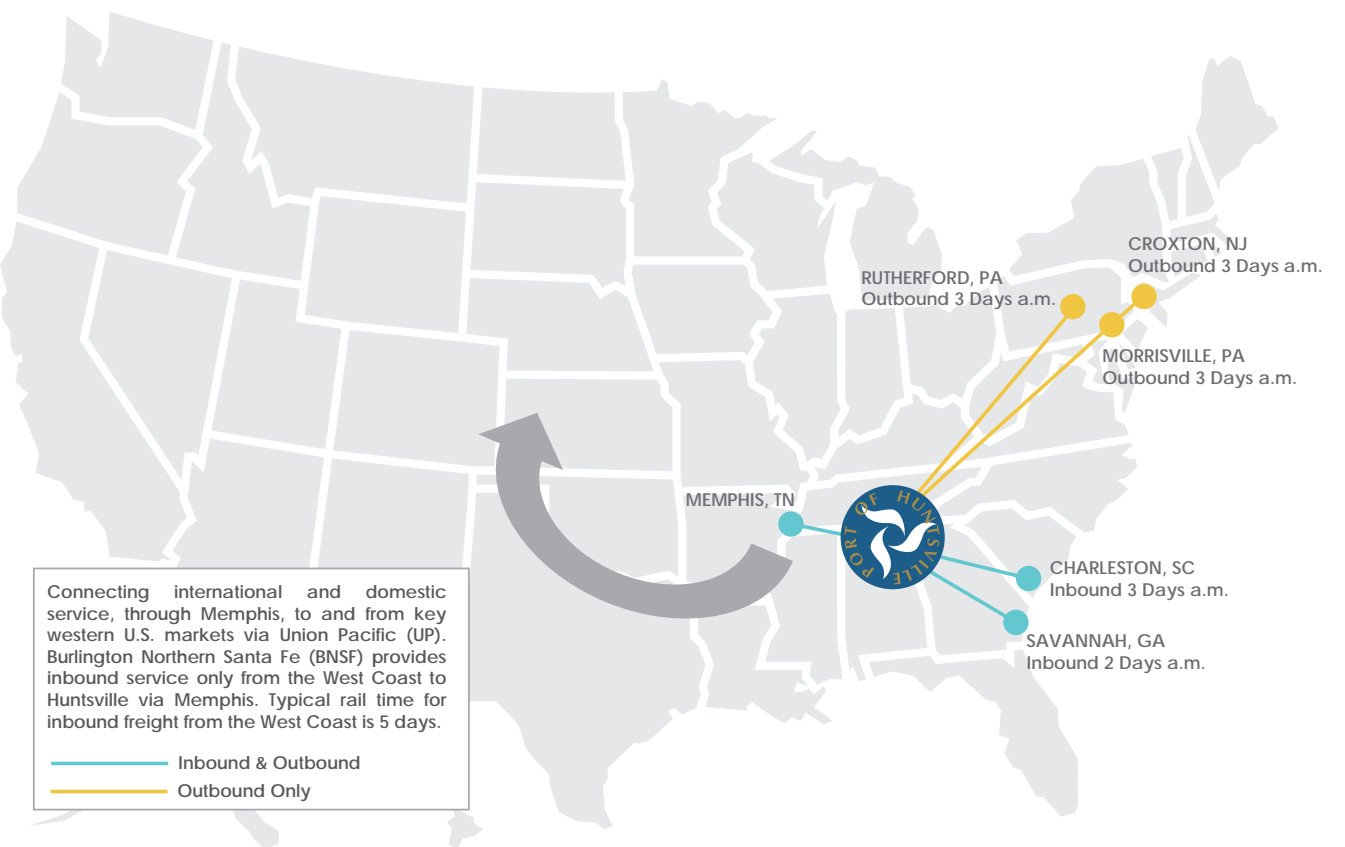 CROXTON, NJ
Outbound 3 Days a.m.
RUTHERFORD, PA
Outbound 3 Days a.m.
MORRISVILLE, PA
Outbound 3 Days a.m.
MEMPHIS, TN
PORT OF HUNTSVILLE
CHARLESTON, SC
Inbound 3 Days a.m.
SAVANNAH, GA
Inbound 2 Days a.m.
Connecting international and domestic
service, through Memphis, to and from key
western U.S. markets via Union Pacific (UP).
Burlington Northern Santa Fe (BNSF) provides
inbound service only from the West Coast to
Huntsville via Memphis. Typical rail time for
inbound freight from the West Coast is 5 days.
Inbound & Outbound
Outbound Only